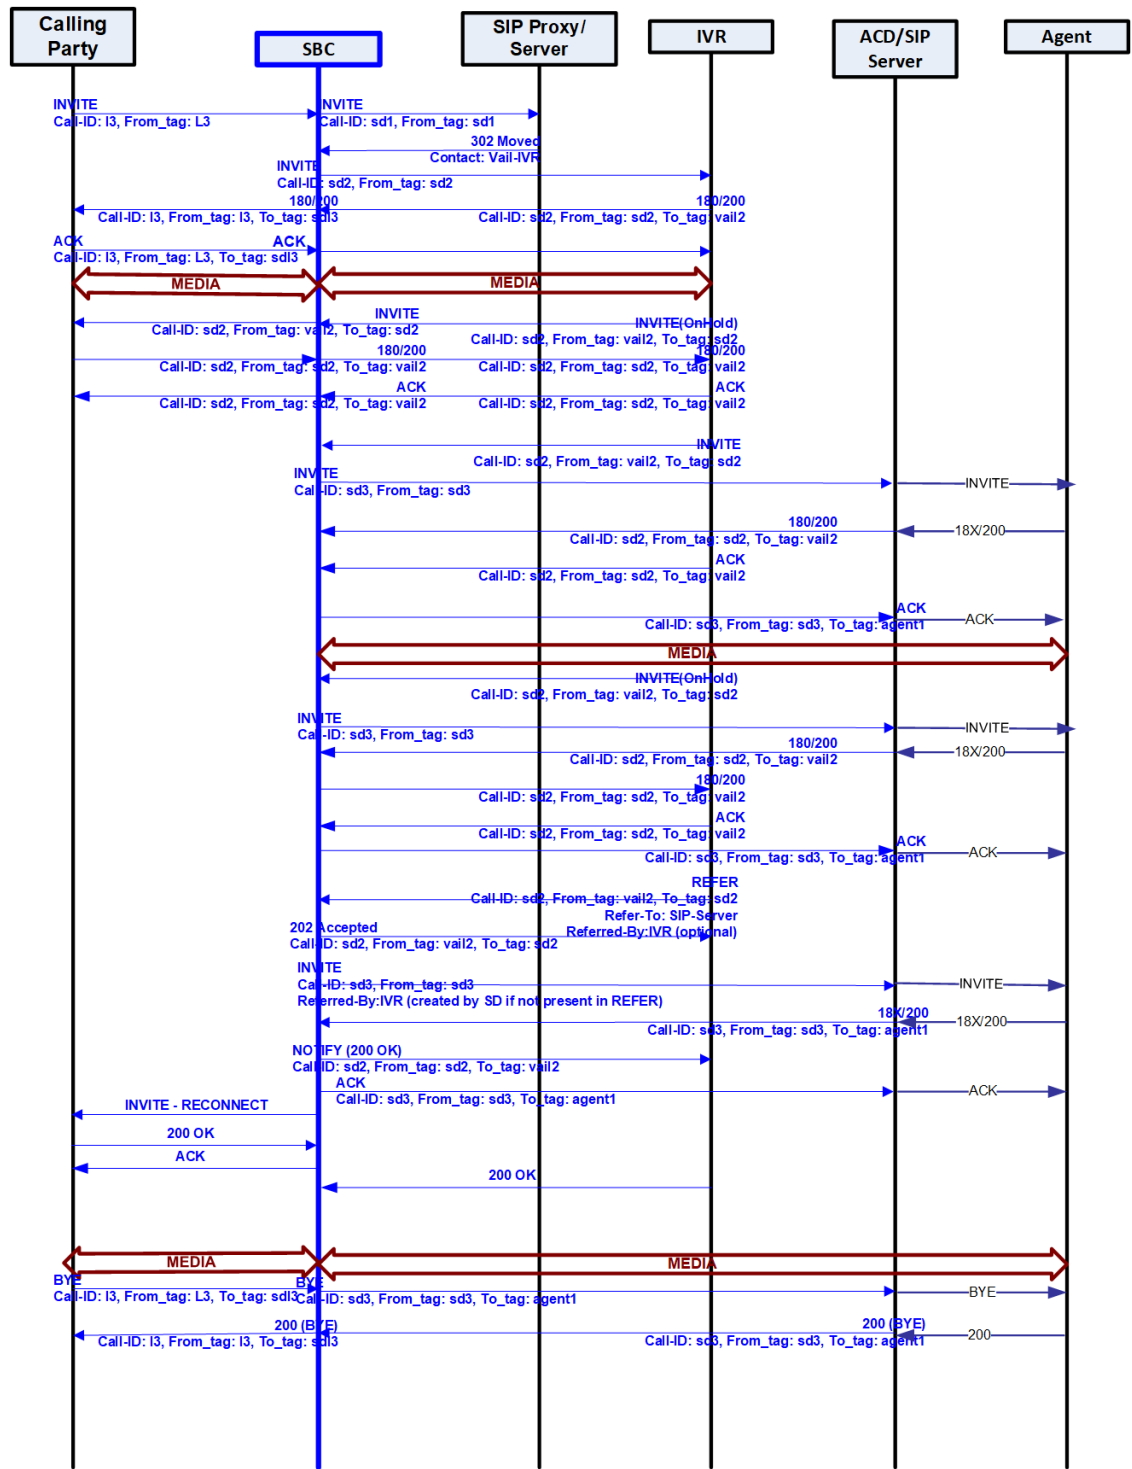 Calling
Party
SBC
SIP Proxy/
Server
IVR
ACD/SIP
Server
Agent
INVITE
Call-ID: l3, From_tag: L3
INVITE
Call-ID: sd1, From_tag: sd1
302 Moved
Contact: Vail-IVR
INVITE
Call-ID: sd2, From_tag: sd2
180/200
Call-ID: l3, From_tag: l3, To_tag: sdl3
180/200
Call-ID: sd2, From_tag: sd2, To_tag: vail2
ACK
Call-ID: l3, From_tag: L3, To_tag: sdl3
ACK
MEDIA
MEDIA
INVITE
Call-ID: sd2, From_tag: vail2, To_tag: sd2
INVITE(OnHold)
Call-ID: sd2, From_tag: vail2, To_tag: sd2
180/200
Call-ID: sd2, From_tag: sd2, To_tag: vail2
180/200
Call-ID: sd2, From_tag: sd2, To_tag: vail2
ACK
Call-ID: sd2, From_tag: sd2, To_tag: vail2
ACK
Call-ID: sd2, From_tag: sd2, To_tag: vail2
INVITE
Call-ID: sd2, From_tag: vail2, To_tag: sd2
INVITE
Call-ID: sd3, From_tag: sd3
INVITE
180/200
Call-ID: sd2, From_tag: sd2, To_tag: vail2
18X/200
ACK
Call-ID: sd2, From_tag: sd2, To_tag: vail2
ACK
Call-ID: sd3, From_tag: sd3, To_tag: agent1
ACK
MEDIA
INVITE(OnHold)
Call-ID: sd2, From_tag: vail2, To_tag: sd2
INVITE
Call-ID: sd3, From_tag: sd3
INVITE
180/200
Call-ID: sd2, From_tag: sd2, To_tag: vail2
18X/200
180/200
Call-ID: sd2, From_tag: sd2, To_tag: vail2
ACK
Call-ID: sd2, From_tag: sd2, To_tag: vail2
ACK
Call-ID: sd3, From_tag: sd3, To_tag: agent1
ACK
REFER
Call-ID: sd2, From_tag: vail2, To_tag: sd2
Refer-To: SIP-Server
Referred-By:IVR (optional)
202 Accepted
Call-ID: sd2, From_tag: vail2, To_tag: sd2
INVITE
Call-ID: sd3, From_tag: sd3
Referred-By:IVR (created by SD if not present in REFER)
INVITE
18X/200
Call-ID: sd3, From_tag: sd3, To_tag: agent1
18X/200
NOTIFY (200 OK)
Call-ID: sd2, From_tag: sd2, To_tag: vail2
ACK
Call-ID: sd3, From_tag: sd3, To_tag: agent1
ACK
INVITE - RECONNECT
200 OK
ACK
200 OK
MEDIA
MEDIA
BYE
Call-ID: l3, From_tag: L3, To_tag: sdl3
BYE
Call-ID: sd3, From_tag: sd3, To_tag: agent1
BYE
200 (BYE)
Call-ID: l3, From_tag: l3, To_tag: sdl3
200 (BYE)
Call-ID: sd3, From_tag: sd3, To_tag: agent1
200